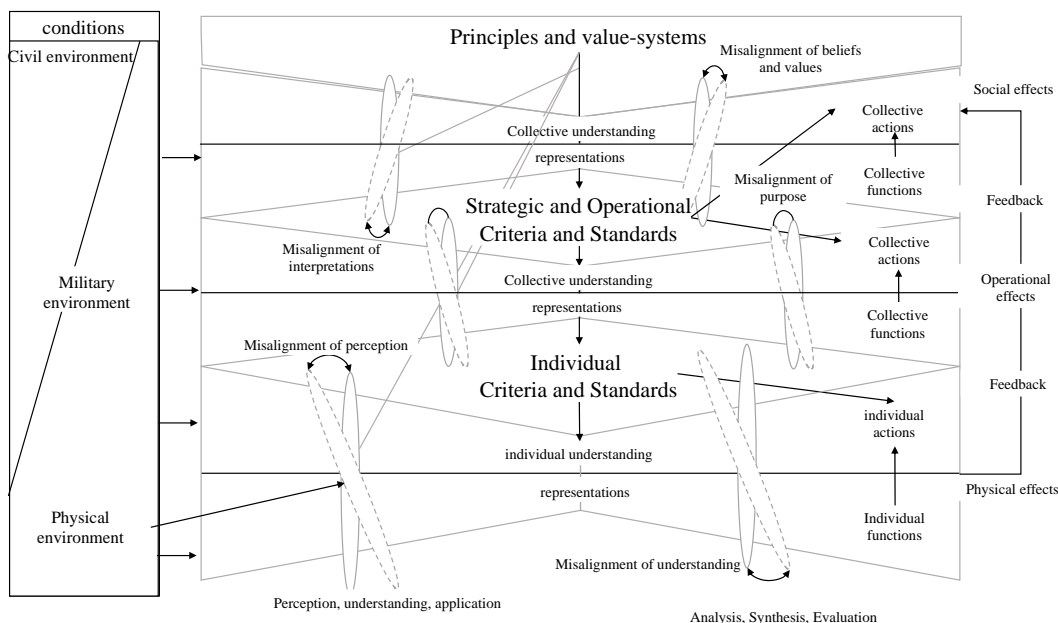 conditions
Civil environment
Military
environment
Physical
environment
Principles and value-systems
Misalignment of beliefs
and values
Collective understanding
representations
Misalignment of
purpose
Strategic and Operational
Criteria and Standards
Misalignment of
interpretations
Collective understanding
representations
Misalignment of perception
Individual
Criteria and Standards
individual understanding
representations
Misalignment of understanding
Perception, understanding, application
Analysis, Synthesis, Evaluation
Collective
actions
Collective
functions
Collective
actions
Collective
functions
individual
actions
Individual
functions
Social effects
Feedback
Operational
effects
Feedback
Physical effects